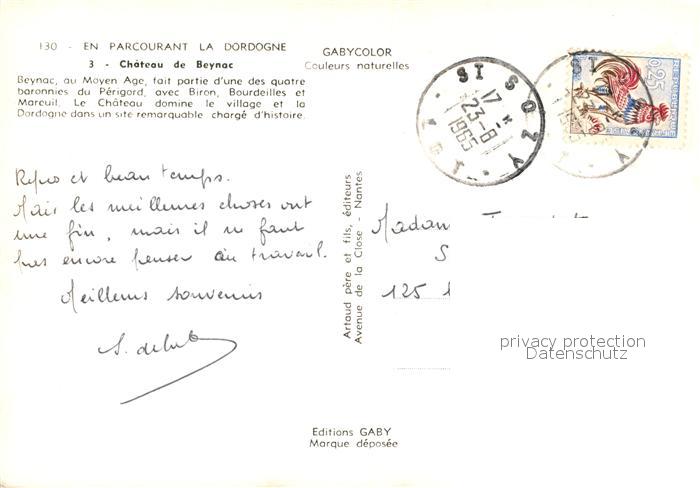 130 - EN PARCOURANT LA DORDOGNE
3 - Château de Beynac
Beynac, au Moyen Age, fait partie d'une des quatre
baronnies du Périgord, avec Biron, Bourdeilles et
Mareuil. Le Château domine le village et la
Dordogne dans un site remarquable chargé d'histoire.
GABYCOLOR
Couleurs naturelles
ST SOZY
17 H
23-8
1965
LOT
0,25
Repos et beau temps.
Mais les meilleures choses ont
une fin, mais il ne faut
pas encore penser au travail.
Meilleurs souvenirs
Artaud père et fils, éditeurs
Avenue de la Close - Nantes
Madam
S
125
privacy protection
Datenschutz
Editions GABY
Marque déposée